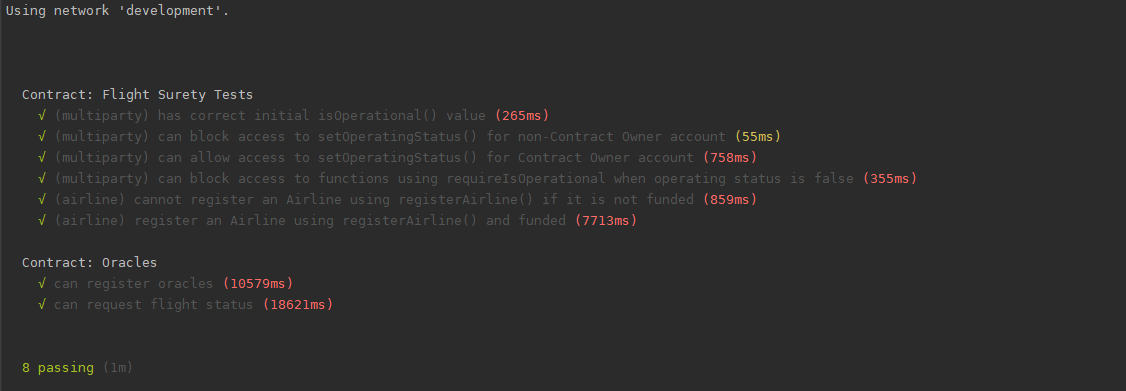 Using network 'development'.
Contract: Flight Surety Tests
√ (multiparty) has correct initial isOperational() value (265ms)
√ (multiparty) can block access to setOperatingStatus() for non-Contract Owner account (55ms)
√ (multiparty) can allow access to setOperatingStatus() for Contract Owner account (758ms)
√ (multiparty) can block access to functions using requireIsOperational when operating status is false (355ms)
√ (airline) cannot register an Airline using registerAirline() if it is not funded (859ms)
√ (airline) register an Airline using registerAirline() and funded (7713ms)
Contract: Oracles
√ can register oracles (10579ms)
√ can request flight status (18621ms)
8 passing (1m)